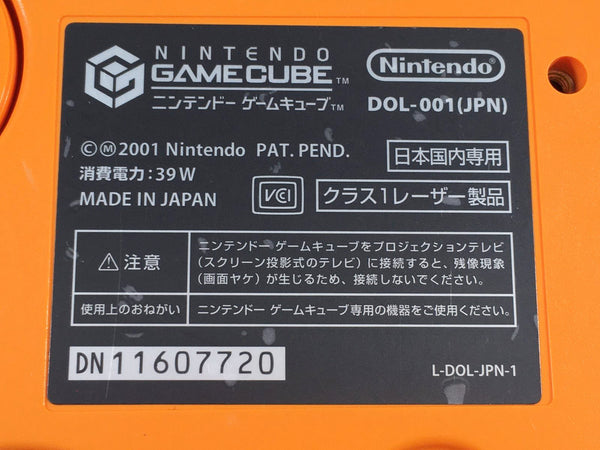 NINTENDO
GAMECUBE™
ニンテンドー ゲームキューブ™
Nintendo®
DOL-001(JPN)
©Ⓜ2001 Nintendo PAT. PEND.
消費電力:39W
MADE IN JAPAN
VCI
日本国内専用
クラス1レーザー製品
⚠注意
ニンテンドー ゲームキューブをプロジェクションテレビ
(スクリーン投影式のテレビ)に接続すると、残像現象
(画面ヤケ)が生じるため、接続しないでください。
使用上のおねがい
ニンテンドー ゲームキューブ専用の機器をご使用ください。
DN11607720
L-DOL-JPN-1